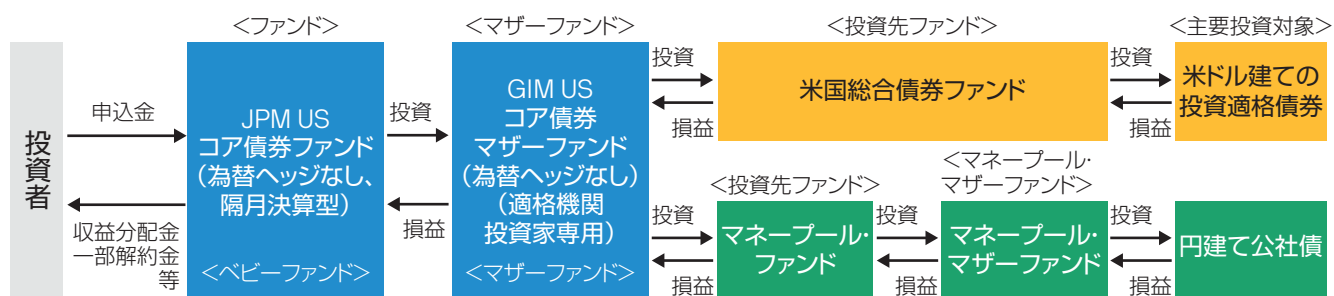 ＜ファンド＞
＜マザーファンド＞
＜投資先ファンド＞
＜主要投資対象＞
投資者
申込金
収益分配金
一部解約金
等
JPM US
コア債券ファンド
(為替ヘッジなし、
隔月決算型)
＜ベビーファンド＞
投資
損益
GIM US
コア債券
マザーファンド
(為替ヘッジなし)
(適格機関
投資家専用)
＜マザーファンド＞
投資
損益
米国総合債券ファンド
投資
損益
米ドル建ての
投資適格債券
投資
損益
＜投資先ファンド＞
マネープール・
ファンド
投資
損益
＜マネープール・
マザーファンド＞
マネープール・
マザーファンド
投資
損益
円建て公社債